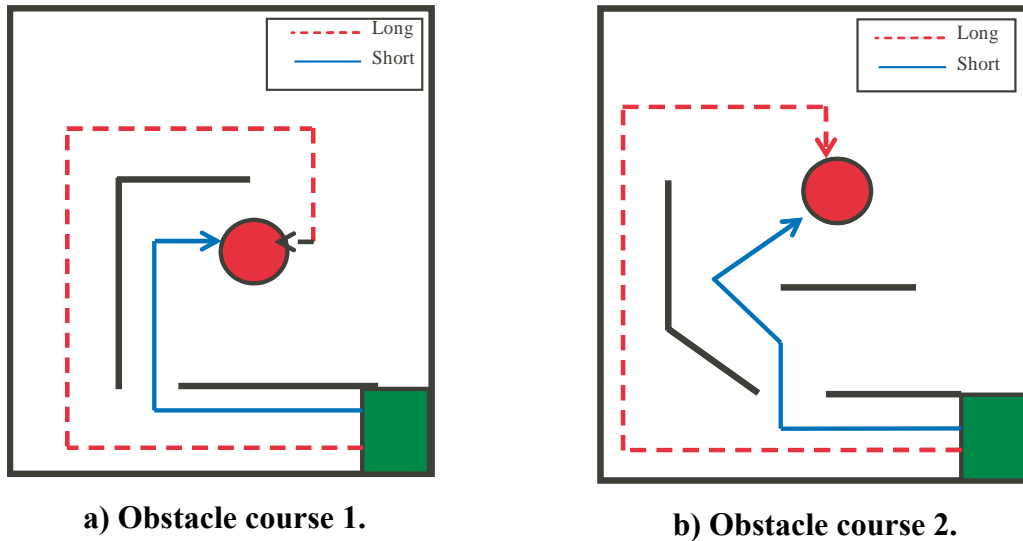 Long
Short
Long
Short
a) Obstacle course 1.
b) Obstacle course 2.